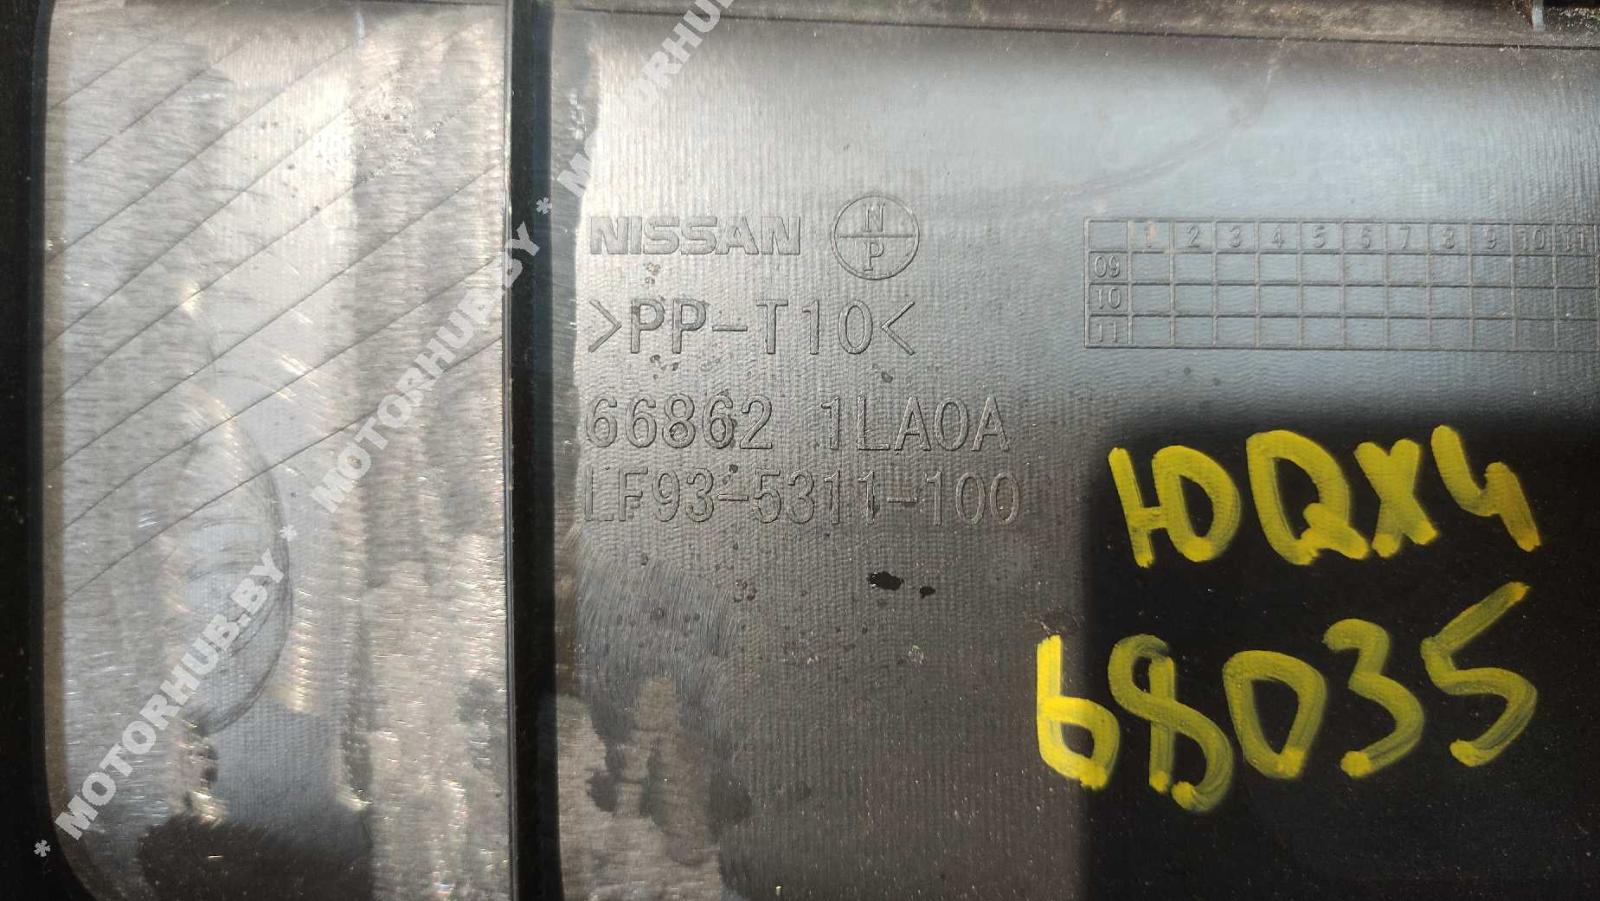 NISSAN N P
>PP-T10<
66862 1LA0A
LF93-5311-100
1 2 3 4 5 6 7 8 9 10 11
09
10
11
ЮQX4
68035
* MOTORHUB.BY * MOTORHUB.BY * MOTORHUB